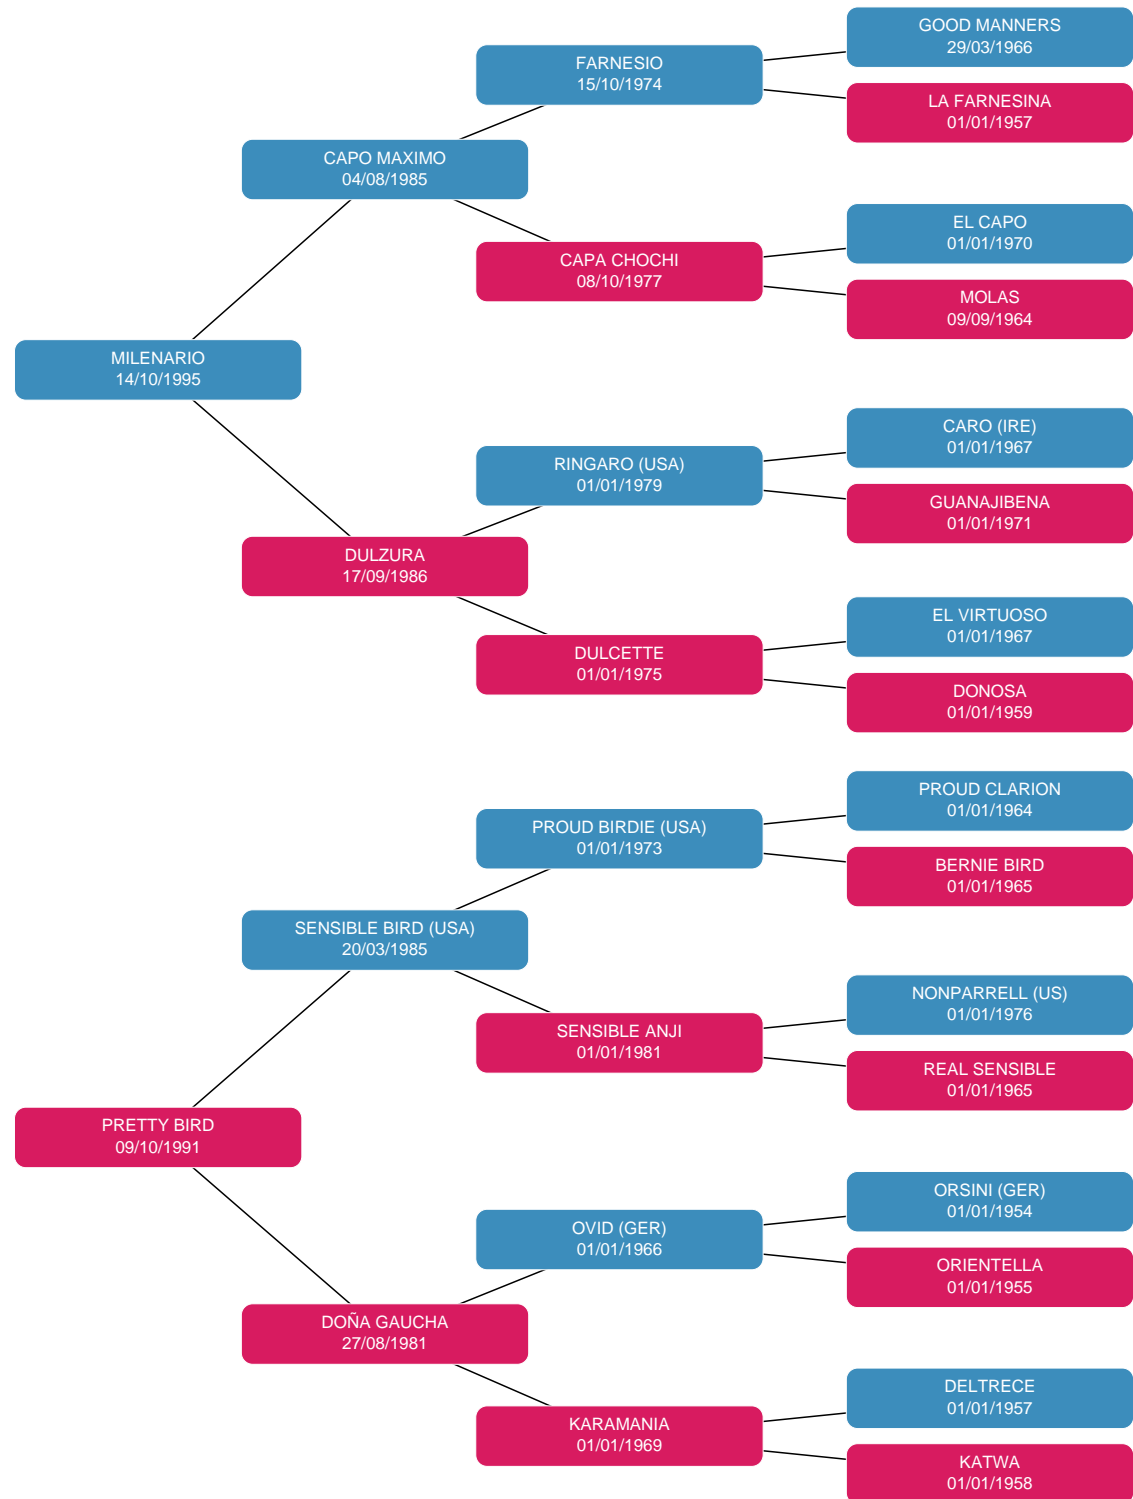 GOOD MANNERS
29/03/1966
FARNESIO
15/10/1974
LA FARNESINA
01/01/1957
CAPO MAXIMO
04/08/1985
EL CAPO
01/01/1970
CAPA CHOCHI
08/10/1977
MOLAS
09/09/1964
MILENARIO
14/10/1995
CARO (IRE)
01/01/1967
RINGARO (USA)
01/01/1979
GUANAJIBENA
01/01/1971
DULZURA
17/09/1986
EL VIRTUOSO
01/01/1967
DULCETTE
01/01/1975
DONOSA
01/01/1959
PROUD CLARION
01/01/1964
PROUD BIRDIE (USA)
01/01/1973
BERNIE BIRD
01/01/1965
SENSIBLE BIRD (USA)
20/03/1985
NONPARRELL (US)
01/01/1976
SENSIBLE ANJI
01/01/1981
REAL SENSIBLE
01/01/1965
PRETTY BIRD
09/10/1991
ORSINI (GER)
01/01/1954
OVID (GER)
01/01/1966
ORIENTELLA
01/01/1955
DOÑA GAUCHA
27/08/1981
DELTRECE
01/01/1957
KARAMANIA
01/01/1969
KATWA
01/01/1958